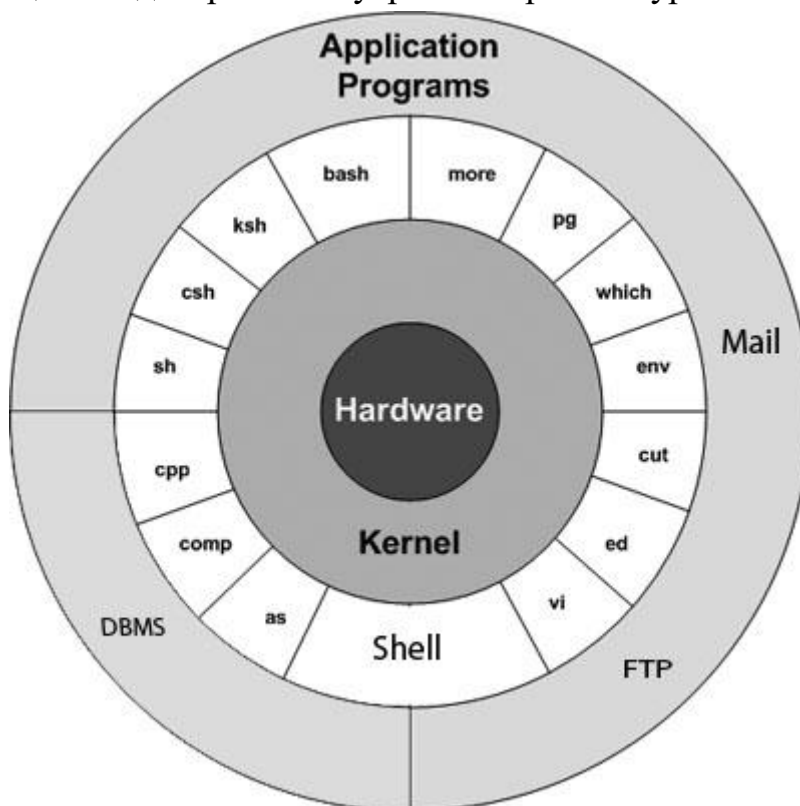 Application
Programs
bash
more
ksh
pg
csh
which
sh
env
Mail
Hardware
cpp
cut
comp
Kernel
ed
as
Shell
vi
DBMS
FTP